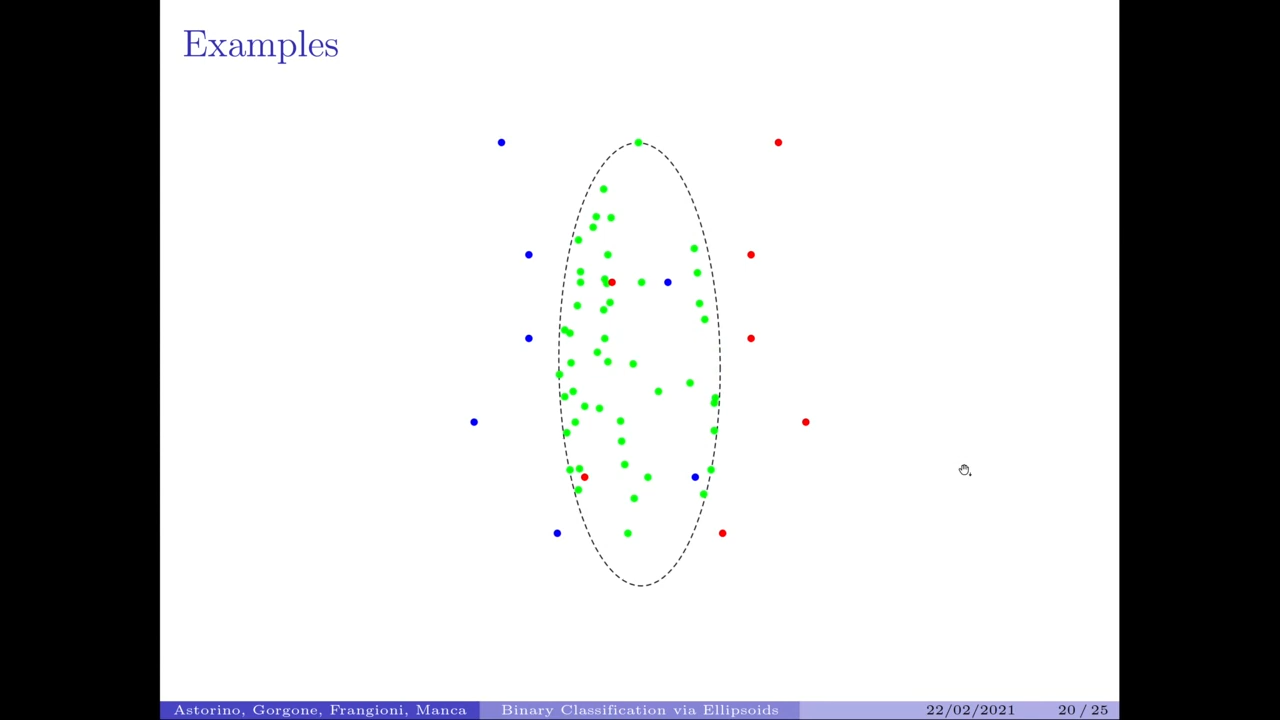 Examples
Astorino, Gorgone, Frangioni, Manca Binary Classification via Ellipsoids 22/02/2021 20 / 25